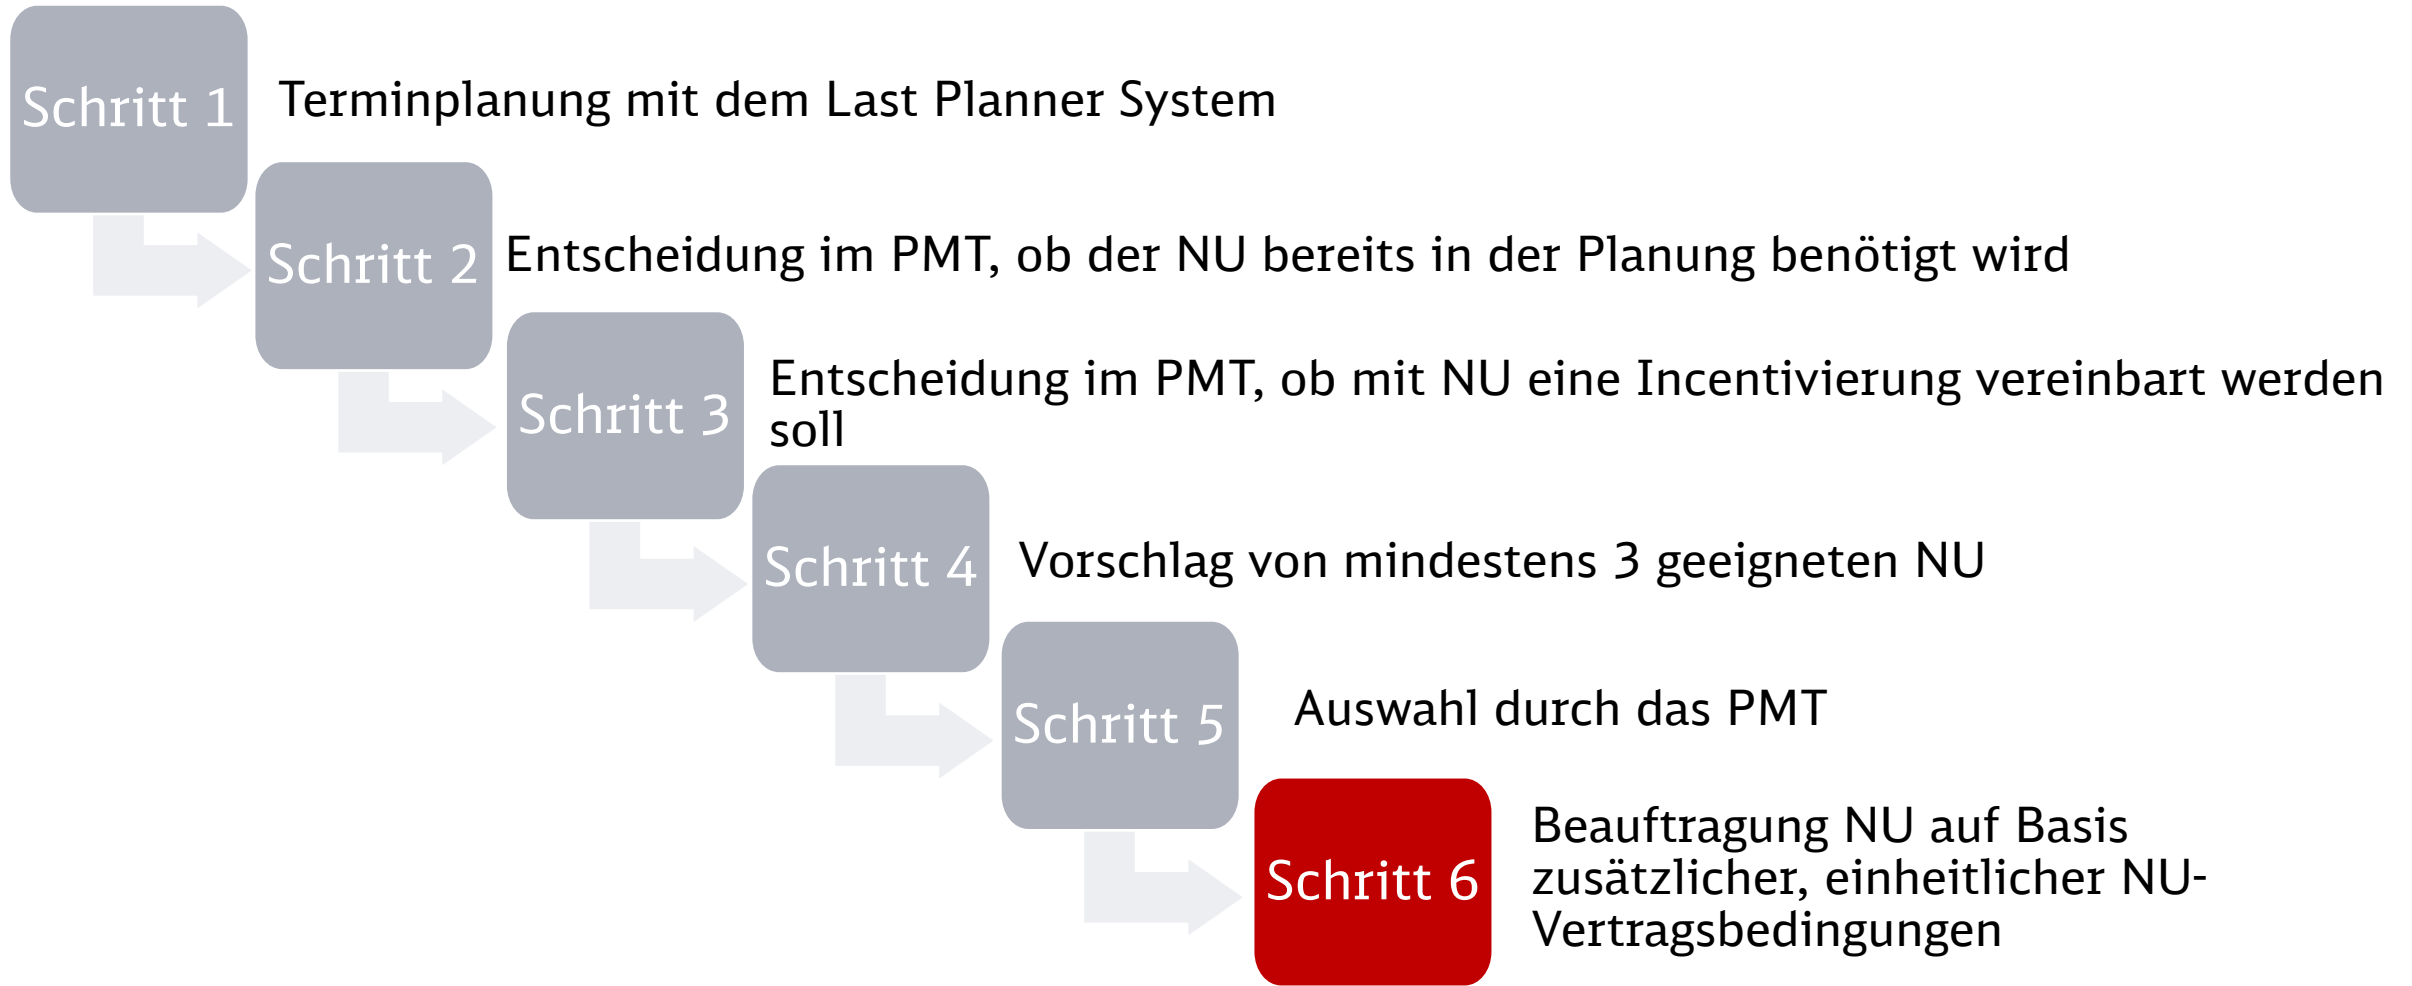 Schritt 1
Terminplanung mit dem Last Planner System
Schritt 2
Entscheidung im PMT, ob der NU bereits in der Planung benötigt wird
Schritt 3
Entscheidung im PMT, ob mit NU eine Incentivierung vereinbart werden
soll
Schritt 4
Vorschlag von mindestens 3 geeigneten NU
Schritt 5
Auswahl durch das PMT
Schritt 6
Beauftragung NU auf Basis
zusätzlicher, einheitlicher NU-
Vertragsbedingungen